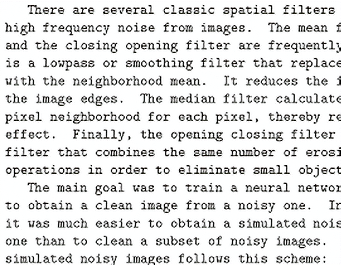 There are several classic spatial filters
high frequency noise from images. The mean f
and the closing opening filter are frequently
is a lowpass or smoothing filter that replace
with the neighborhood mean. It reduces the i
the image edges. The median filter calculate
pixel neighborhood for each pixel, thereby re
effect. Finally, the opening closing filter
filter that combines the same number of erosi
operations in order to eliminate small object
The main goal was to train a neural networ
to obtain a clean image from a noisy one. In
it was much easier to obtain a simulated nois
one than to clean a subset of noisy images.
simulated noisy images follows this scheme: